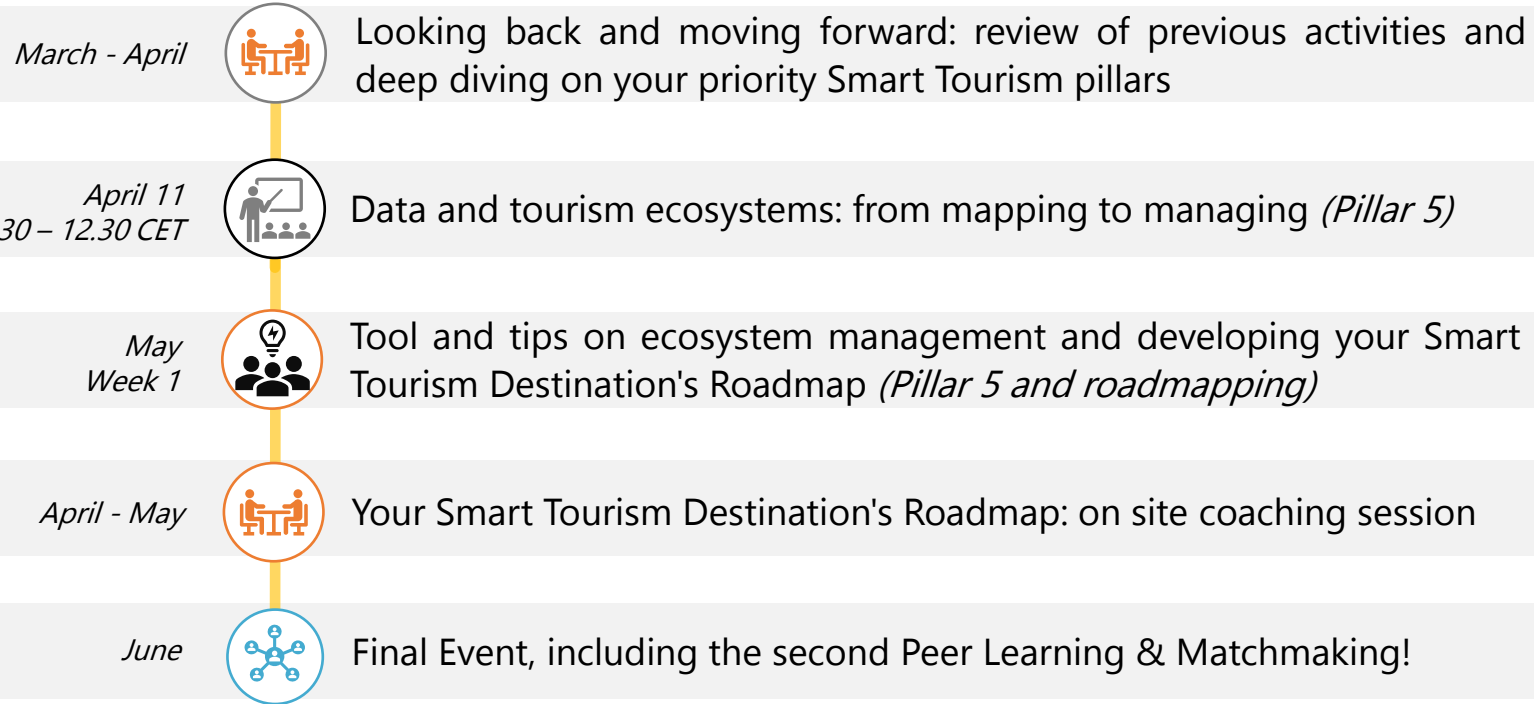 March - April
Looking back and moving forward: review of previous activities and
deep diving on your priority Smart Tourism pillars
April 11
30 – 12.30 CET
Data and tourism ecosystems: from mapping to managing (Pillar 5)
May
Week 1
Tool and tips on ecosystem management and developing your Smart
Tourism Destination's Roadmap (Pillar 5 and roadmapping)
April - May
Your Smart Tourism Destination's Roadmap: on site coaching session
June
Final Event, including the second Peer Learning & Matchmaking!